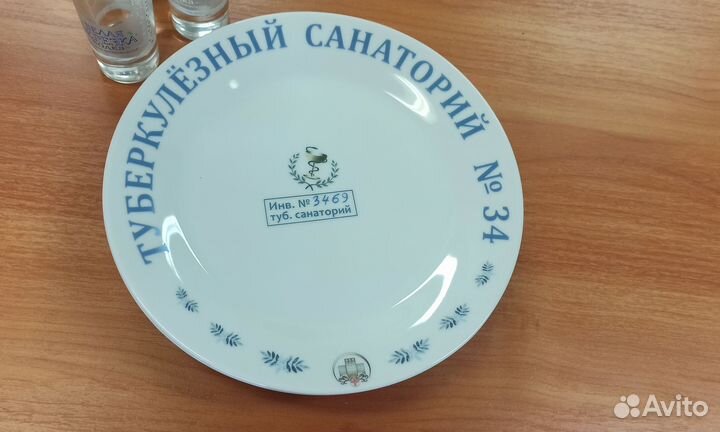 ТУБЕРКУЛЁЗНЫЙ САНАТОРИЙ № 34
Инв. № 3469
туб. санаторий
Avito